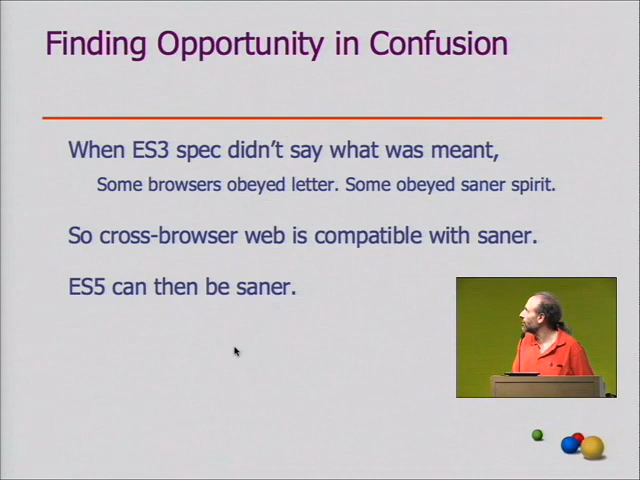 Finding Opportunity in Confusion
When ES3 spec didn't say what was meant,
Some browsers obeyed letter. Some obeyed saner spirit.
So cross-browser web is compatible with saner.
ES5 can then be saner.